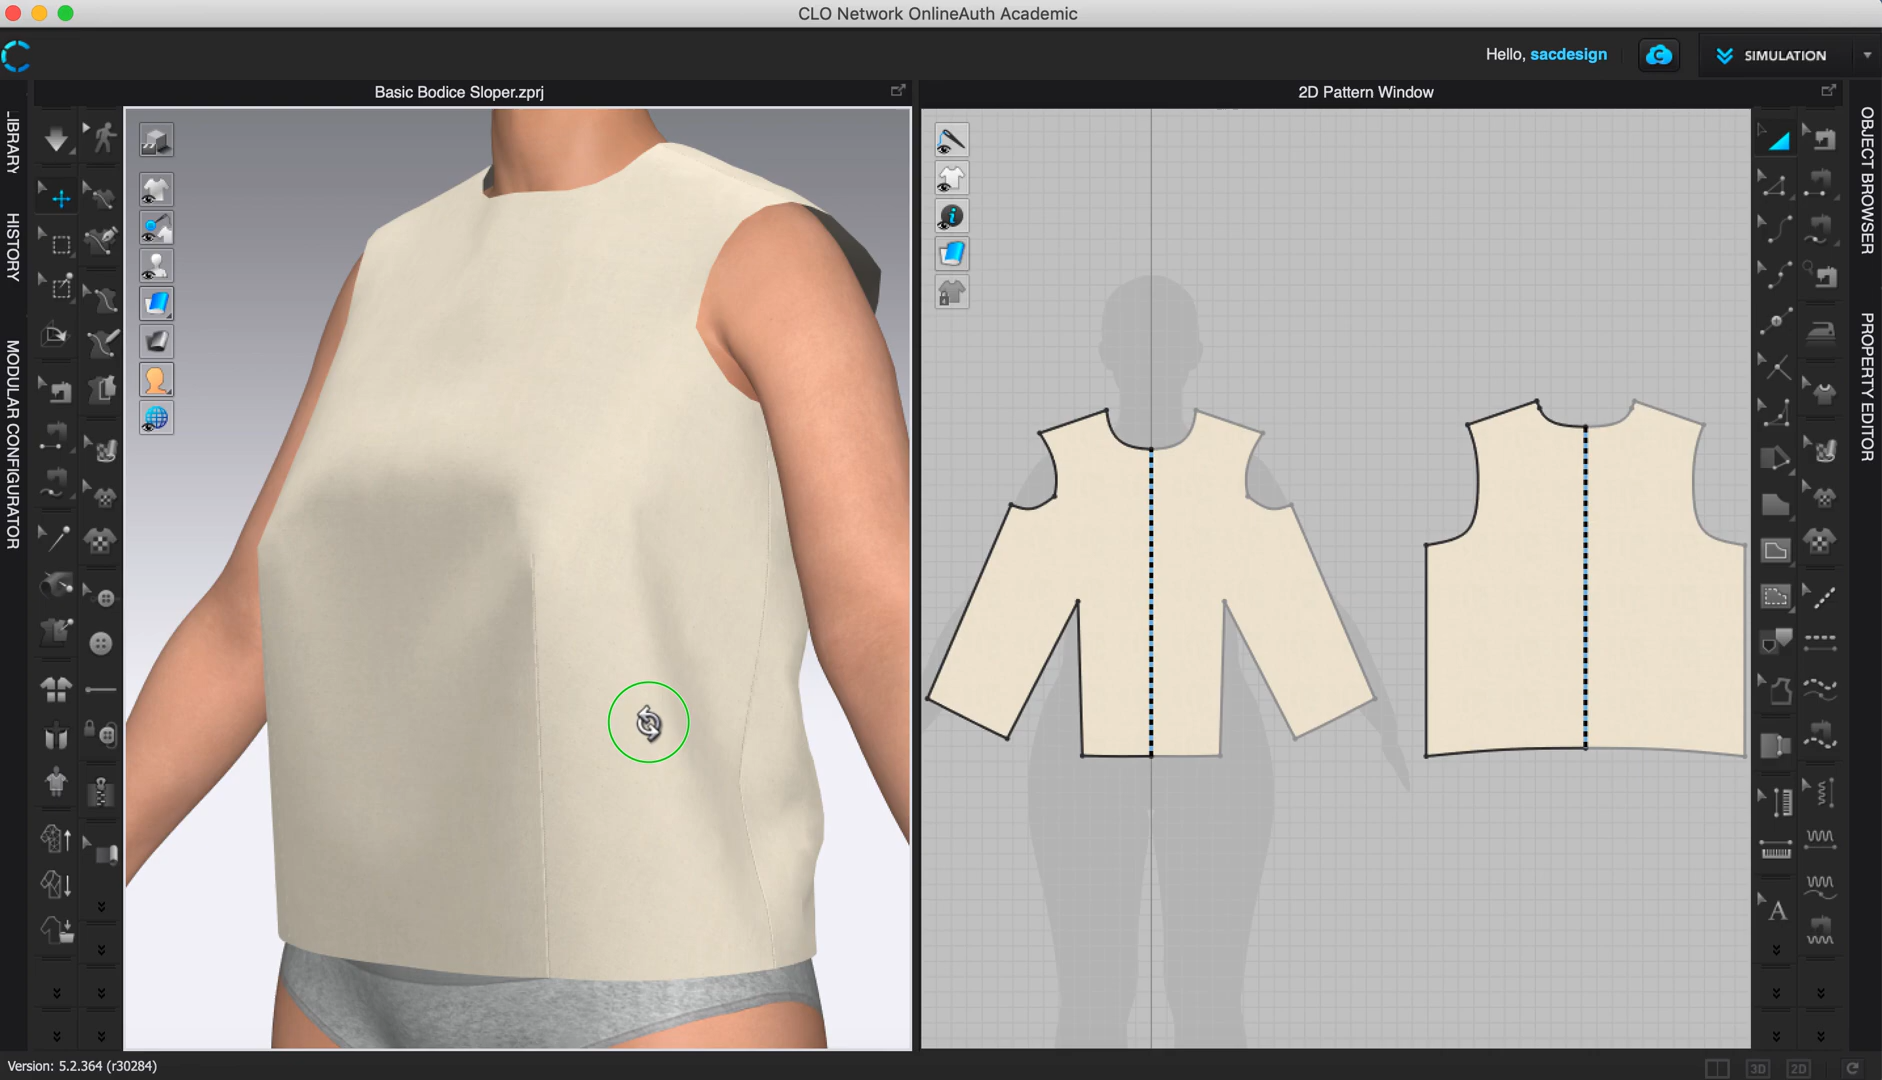 CLO Network OnlineAuth Academic
Hello, sacdesign
SIMULATION
Basic Bodice Sloper.zprj
2D Pattern Window
LIBRARY
HISTORY
MODULAR CONFIGURATOR
OBJECT BROWSER
PROPERTY EDITOR
A
Version: 5.2.364 (r30284)
3D
2D